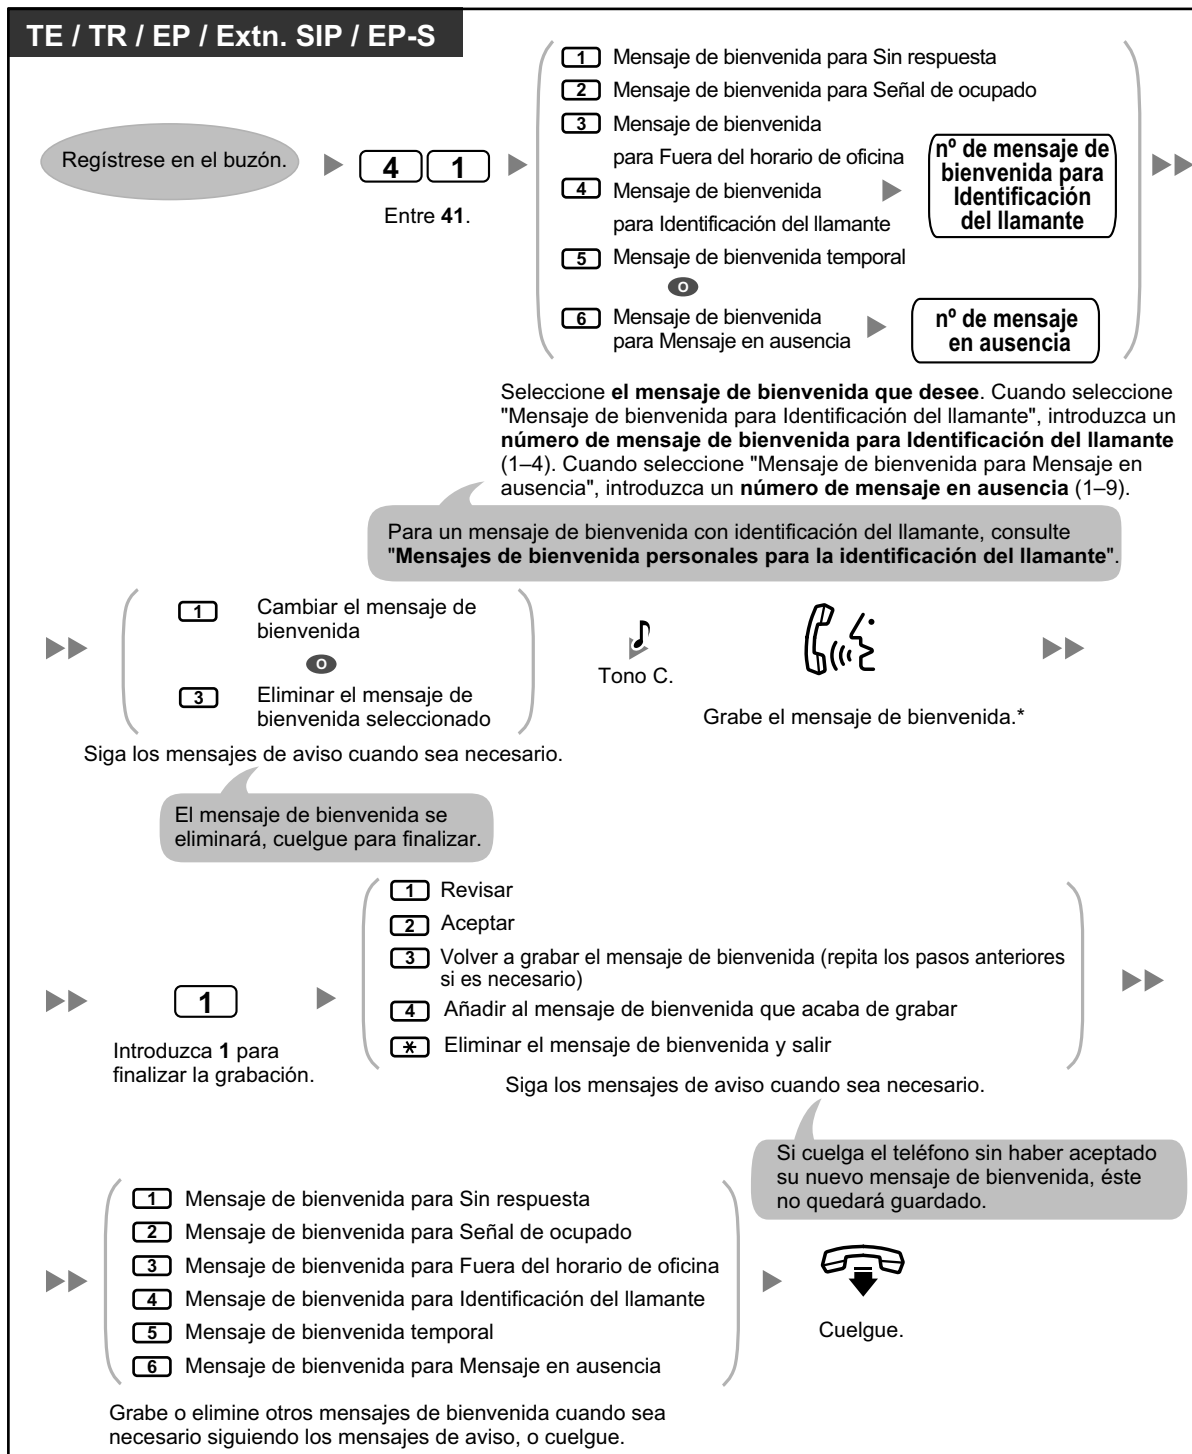 TE / TR / EP / Extn. SIP / EP-S
Regístrese en el buzón.
4 1
Entre 41.
1 Mensaje de bienvenida para Sin respuesta
2 Mensaje de bienvenida para Señal de ocupado
3 Mensaje de bienvenida
para Fuera del horario de oficina
4 Mensaje de bienvenida
para Identificación del llamante
nº de mensaje de
bienvenida para
Identificación
del llamante
5 Mensaje de bienvenida temporal
O
6 Mensaje de bienvenida
para Mensaje en ausencia
nº de mensaje
en ausencia
Seleccione el mensaje de bienvenida que desee. Cuando seleccione
"Mensaje de bienvenida para Identificación del llamante", introduzca un
número de mensaje de bienvenida para Identificación del llamante
(1–4). Cuando seleccione "Mensaje de bienvenida para Mensaje en
ausencia", introduzca un número de mensaje en ausencia (1–9).
Para un mensaje de bienvenida con identificación del llamante, consulte
"Mensajes de bienvenida personales para la identificación del llamante".
1 Cambiar el mensaje de
bienvenida
O
3 Eliminar el mensaje de
bienvenida seleccionado
Siga los mensajes de aviso cuando sea necesario.
Tono C.
Grabe el mensaje de bienvenida.*
El mensaje de bienvenida se
eliminará, cuelgue para finalizar.
1
Introduzca 1 para
finalizar la grabación.
1 Revisar
2 Aceptar
3 Volver a grabar el mensaje de bienvenida (repita los pasos anteriores
si es necesario)
4 Añadir al mensaje de bienvenida que acaba de grabar
* Eliminar el mensaje de bienvenida y salir
Siga los mensajes de aviso cuando sea necesario.
Si cuelga el teléfono sin haber aceptado
su nuevo mensaje de bienvenida, éste
no quedará guardado.
1 Mensaje de bienvenida para Sin respuesta
2 Mensaje de bienvenida para Señal de ocupado
3 Mensaje de bienvenida para Fuera del horario de oficina
4 Mensaje de bienvenida para Identificación del llamante
5 Mensaje de bienvenida temporal
6 Mensaje de bienvenida para Mensaje en ausencia
Cuelgue.
Grabe o elimine otros mensajes de bienvenida cuando sea
necesario siguiendo los mensajes de aviso, o cuelgue.